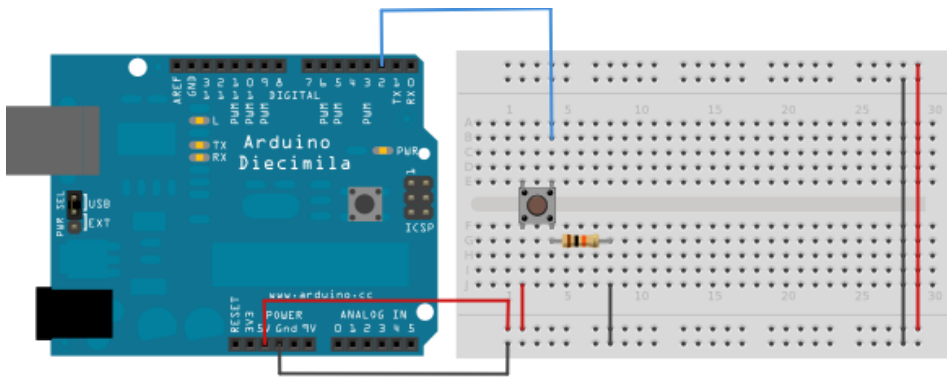 AREF
GND
13
12
11
10
9
8
7
6
5
4
3
2
TX 1
RX 0
PWM
PWM
PWM
PWM
PWM
PWM
DIGITAL
L
TX
RX
Arduino
Diecimila
PWR
1
ICSP
PWR SEL
USB
EXT
www.arduino.cc
POWER
ANALOG IN
RESET
3V3
5V Gnd 9V
0 1 2 3 4 5
1 5 10 15 20 25 30
A
B
C
D
E
F
G
H
I
J
1 5 10 15 20 25 30